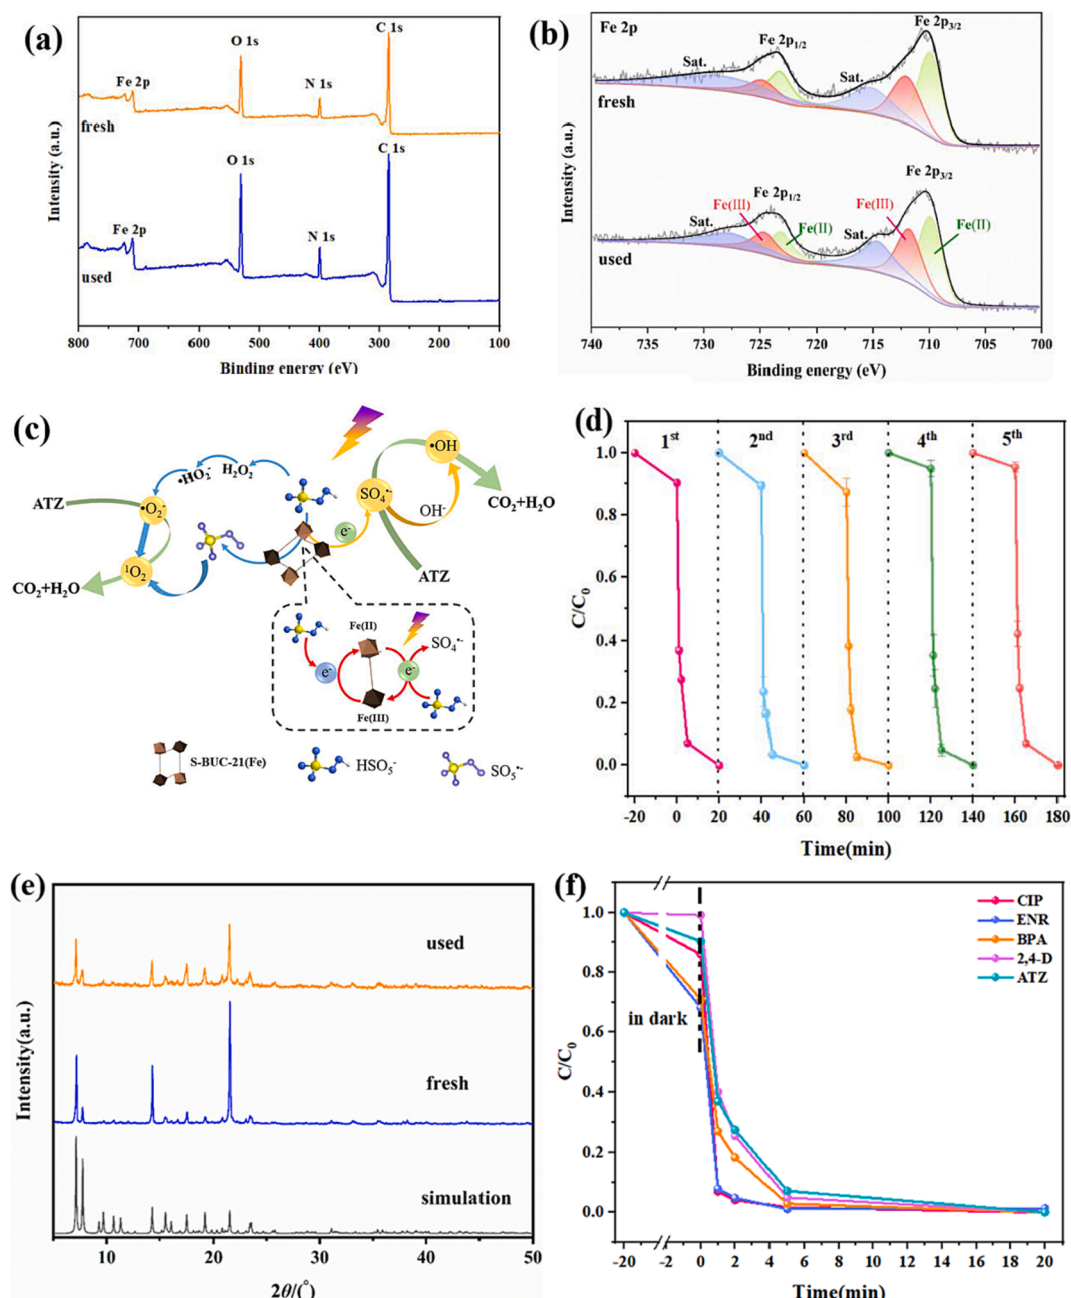 (a)
C 1s
O 1s
Fe 2p
N 1s
fresh
C 1s
O 1s
N 1s
Fe 2p
used
Intensity (a.u.)
800 700 600 500 400 300 200 100
Binding energy (eV)
(b)
Fe 2p
Fe 2p3/2
Fe 2p1/2
Sat.
Sat.
fresh
Fe 2p3/2
Fe 2p1/2
Fe(III)
Fe(III)
Sat.
Fe(II)
Sat.
Fe(II)
used
Intensity (a.u.)
740 735 730 725 720 715 710 705 700
Binding energy (eV)
(c)
•OH
H2O2
•HO2-
SO4•-
ATZ
CO2+H2O
•O2-
OH-
e-
1O2
ATZ
CO2+H2O
Fe(II)
SO4•-
e-
e-
Fe(III)
S-BUC-21(Fe)
HSO5-
SO5•-
(d)
1st 2nd 3rd 4th 5th
1.0
0.8
0.6
0.4
0.2
0.0
C/C0
-20 0 20 40 60 80 100 120 140 160 180
Time(min)
(e)
used
fresh
simulation
Intensity(a.u.)
10 20 30 40 50
2θ/(°)
(f)
CIP
ENR
BPA
2,4-D
ATZ
in dark
1.0
0.8
0.6
0.4
0.2
0.0
C/C0
-20 -2 0 2 4 6 8 10 12 14 16 18 20
Time(min)